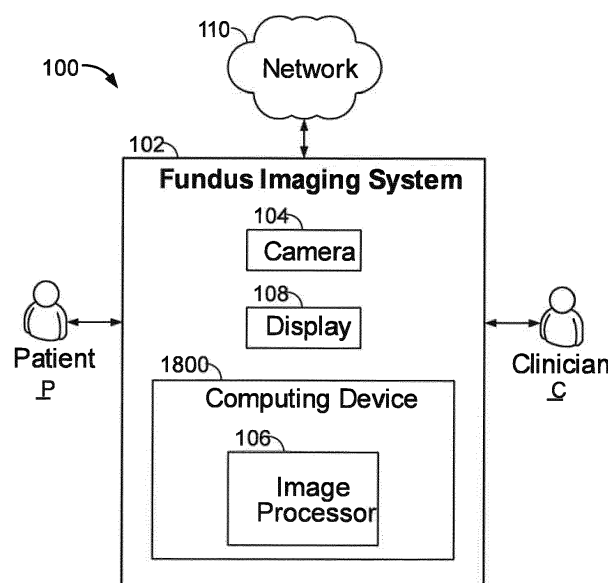 110
Network
100
102
Fundus Imaging System
104
Camera
108
Display
Patient
P
Clinician
C
1800
Computing Device
106
Image
Processor